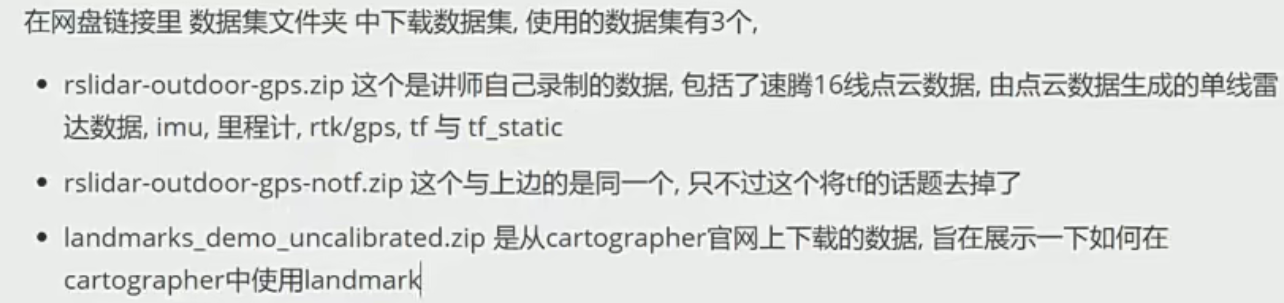 在网盘链接里 数据集文件夹 中下载数据集, 使用的数据集有3个,
• rslidar-outdoor-gps.zip 这个是讲师自己录制的数据, 包括了速腾16线点云数据, 由点云数据生成的单线雷
达数据, imu, 里程计, rtk/gps, tf 与 tf_static
• rslidar-outdoor-gps-notf.zip 这个与上边的是同一个, 只不过这个将tf的话题去掉了
• landmarks_demo_uncalibrated.zip 是从cartographer官网上下载的数据, 旨在展示一下如何在
cartographer中使用landmark